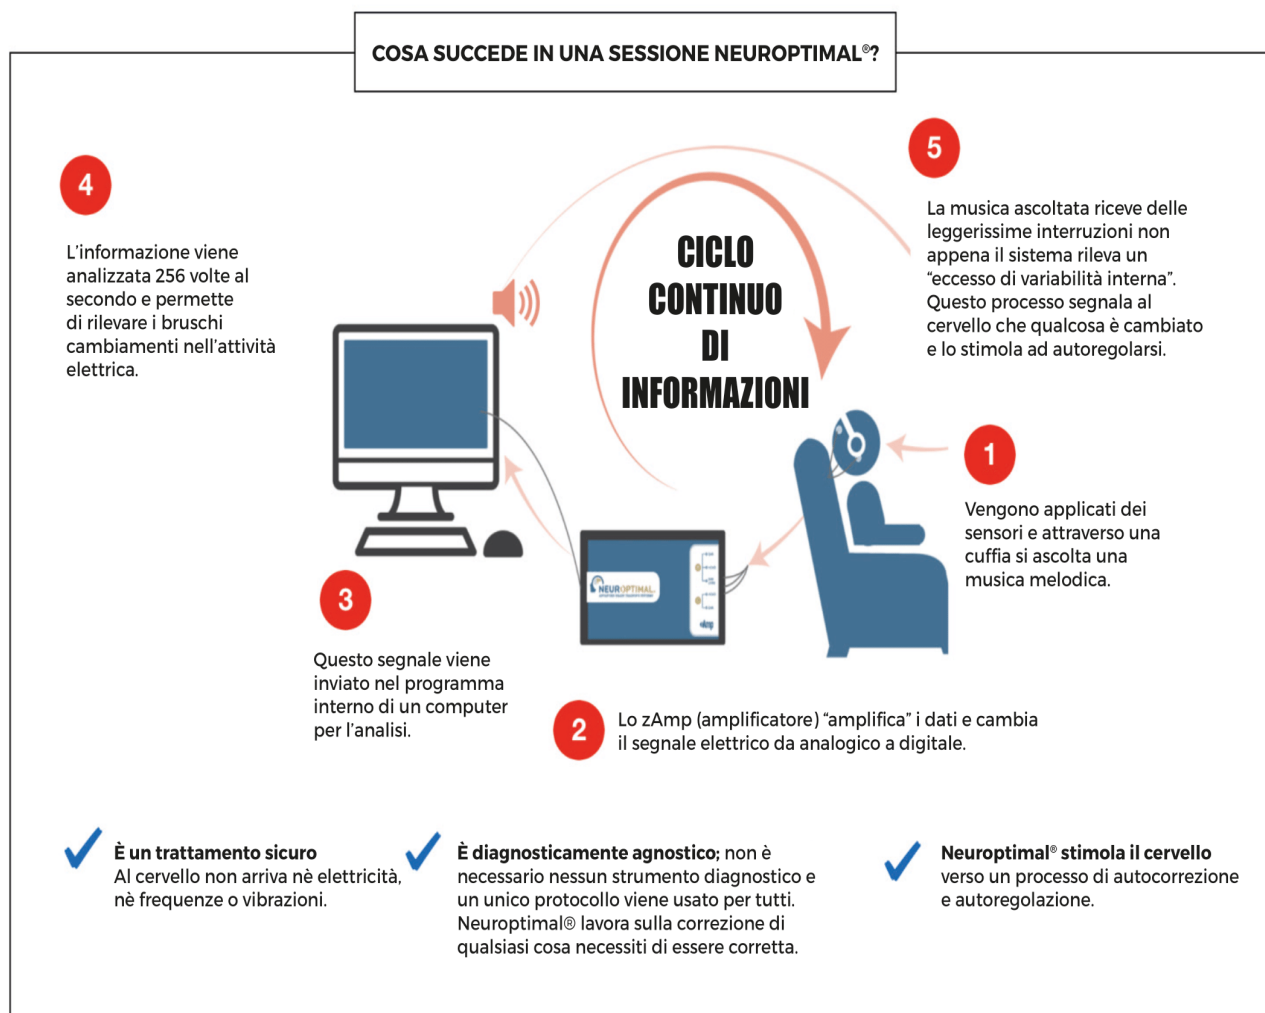 COSA SUCCEDE IN UNA SESSIONE NEUROPTIMAL®?
4
L'informazione viene
analizzata 256 volte al
secondo e permette
di rilevare i bruschi
cambiamenti nell'attività
elettrica.
CICLO
CONTINUO
DI
INFORMAZIONI
5
La musica ascoltata riceve delle
leggerissime interruzioni non
appena il sistema rileva un
“eccesso di variabilità interna”.
Questo processo segnala al
cervello che qualcosa è cambiato
e lo stimola ad autoregolarsi.
1
Vengono applicati dei
sensori e attraverso una
cuffia si ascolta una
musica melodica.
NEUROPTIMAL
zAmp
3
Questo segnale viene
inviato nel programma
interno di un computer
per l'analisi.
2
Lo zAmp (amplificatore) “amplifica” i dati e cambia
il segnale elettrico da analogico a digitale.
È un trattamento sicuro
Al cervello non arriva nè elettricità,
nè frequenze o vibrazioni.
È diagnosticamente agnostico; non è
necessario nessun strumento diagnostico e
un unico protocollo viene usato per tutti.
Neuroptimal® lavora sulla correzione di
qualsiasi cosa necessiti di essere corretta.
Neuroptimal® stimola il cervello
verso un processo di autocorrezione
e autoregolazione.